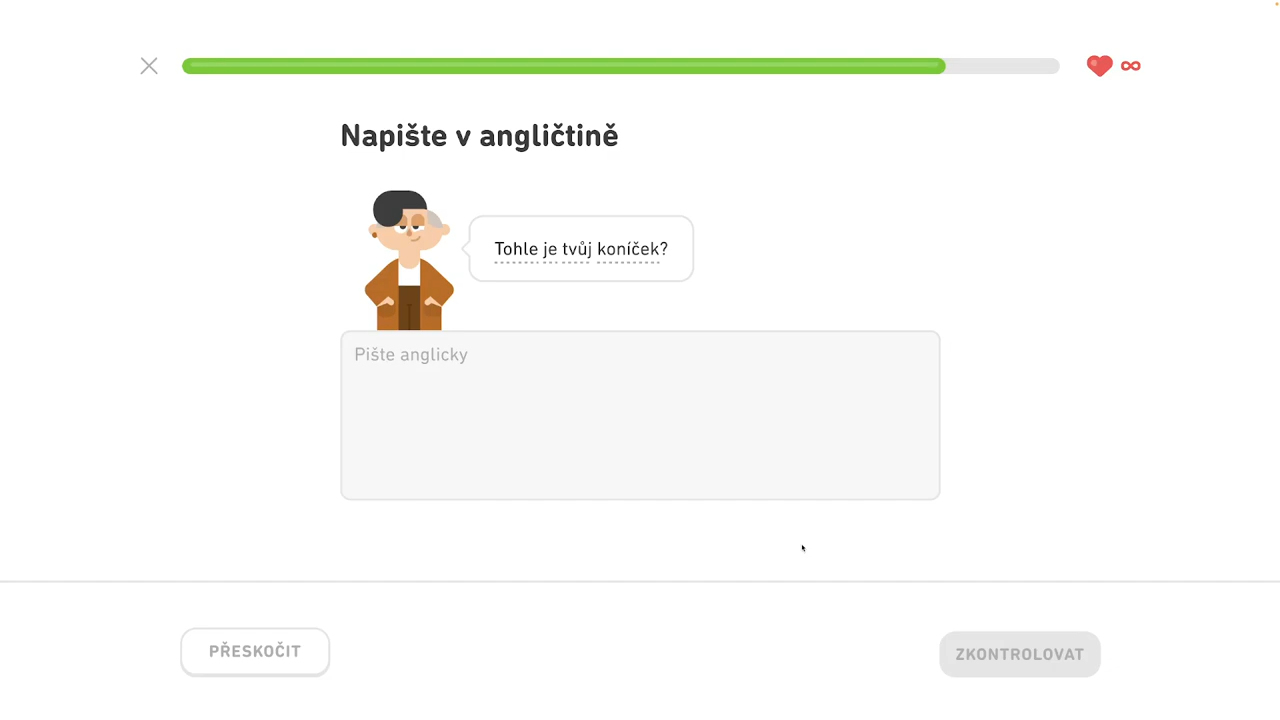 Napište v angličtině
Tohle je tvůj koníček?
Pište anglicky
PŘESKOČIT
ZKONTROLOVAT